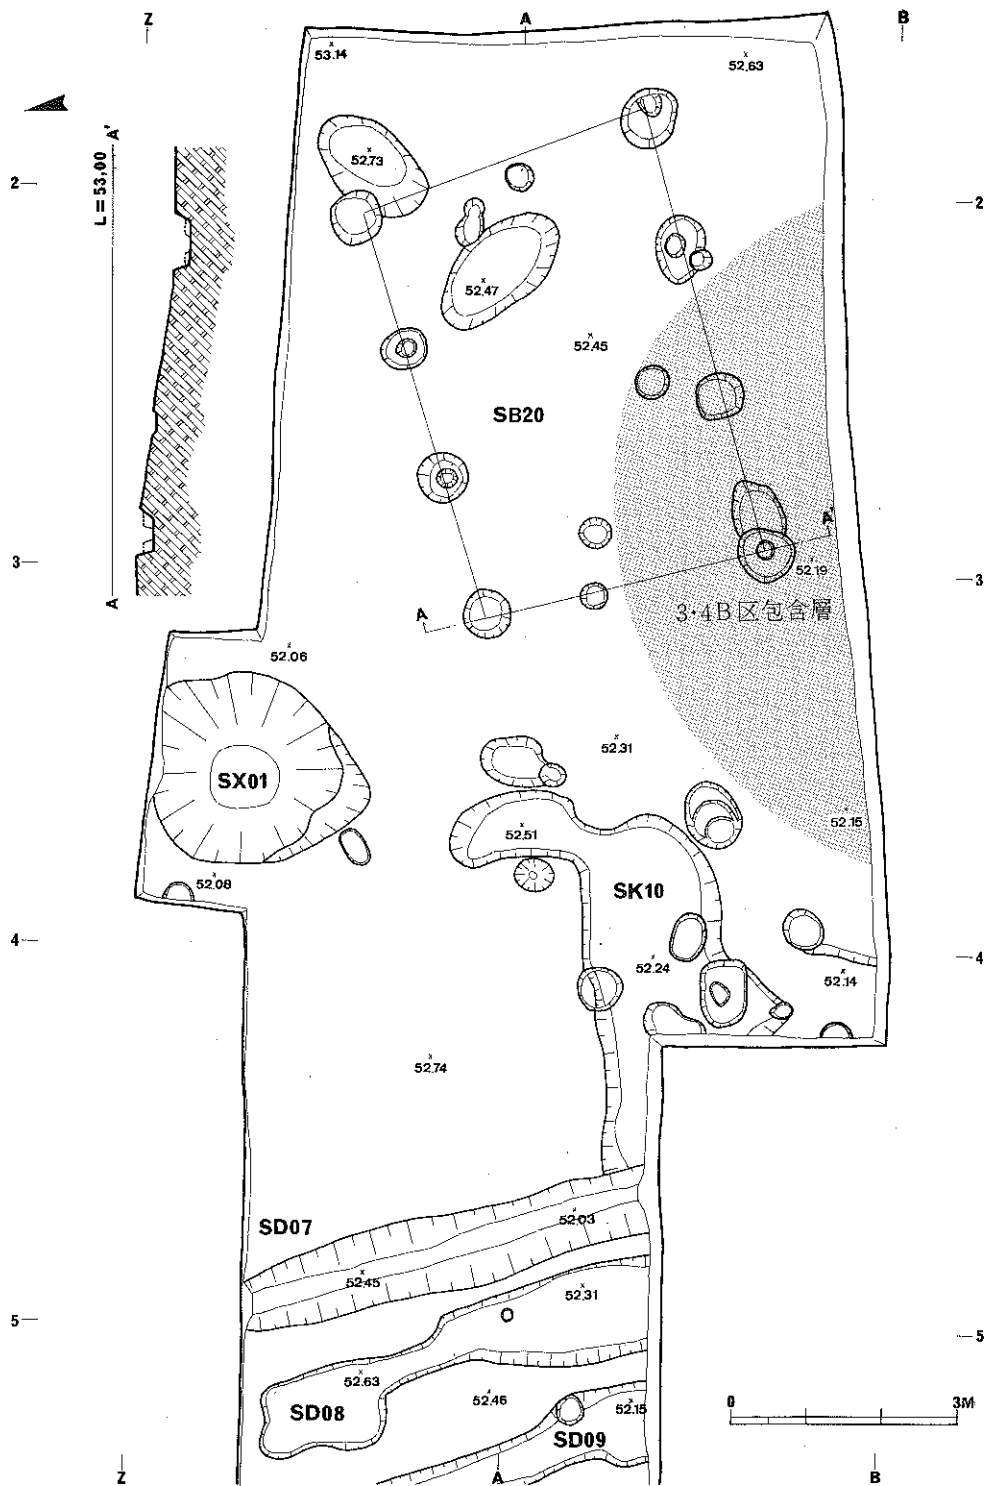 Z A B
53.14 52.63
52.73
A'
L=53.00
2 2
52.47
52.45
SB20
A'
3 3
52.19
A A
3・4B区包含層
52.06
52.31
SX01
52.15
52.51
52.08
SK10
4 4
52.24
52.14
52.74
SD07
52.03
52.45
52.31
5 5
52.63
52.46 52.15
0 3M
SD08
SD09
Z A B